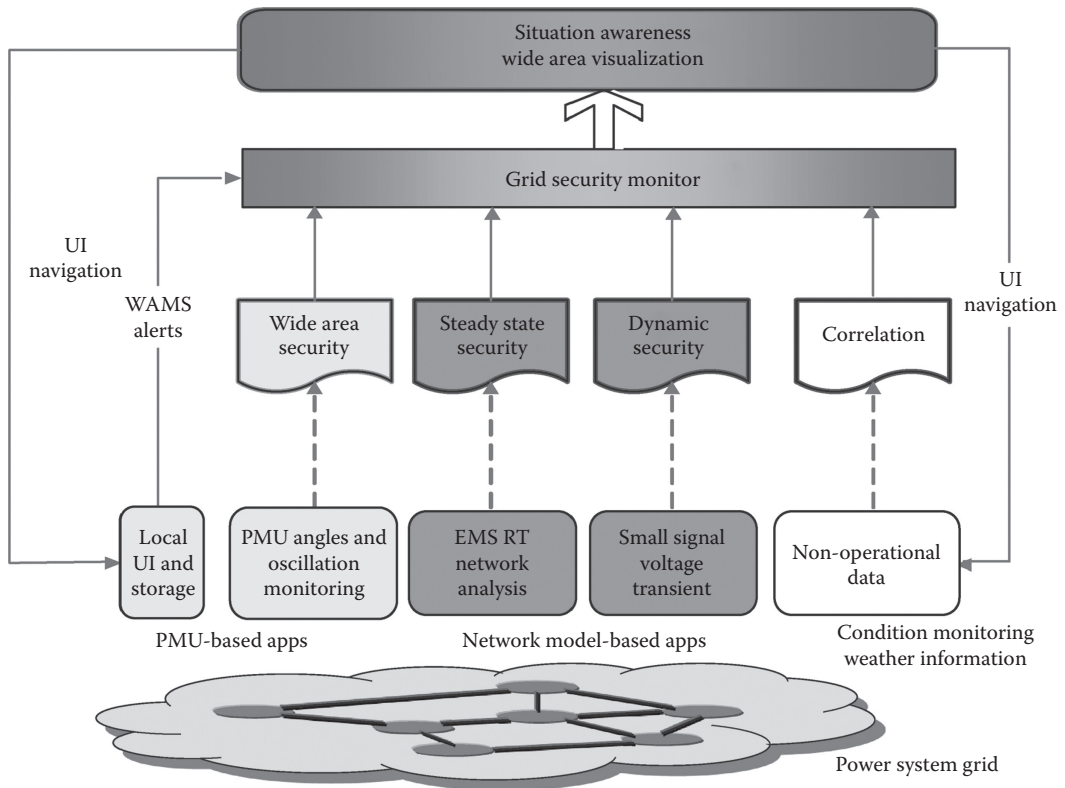 Situation awareness
wide area visualization
Grid security monitor
UI
navigation
WAMS
alerts
UI
navigation
Wide area
security
Steady state
security
Dynamic
security
Correlation
Local
UI and
storage
PMU angles and
oscillation
monitoring
EMS RT
network
analysis
Small signal
voltage
transient
Non-operational
data
PMU-based apps
Network model-based apps
Condition monitoring
weather information
Power system grid